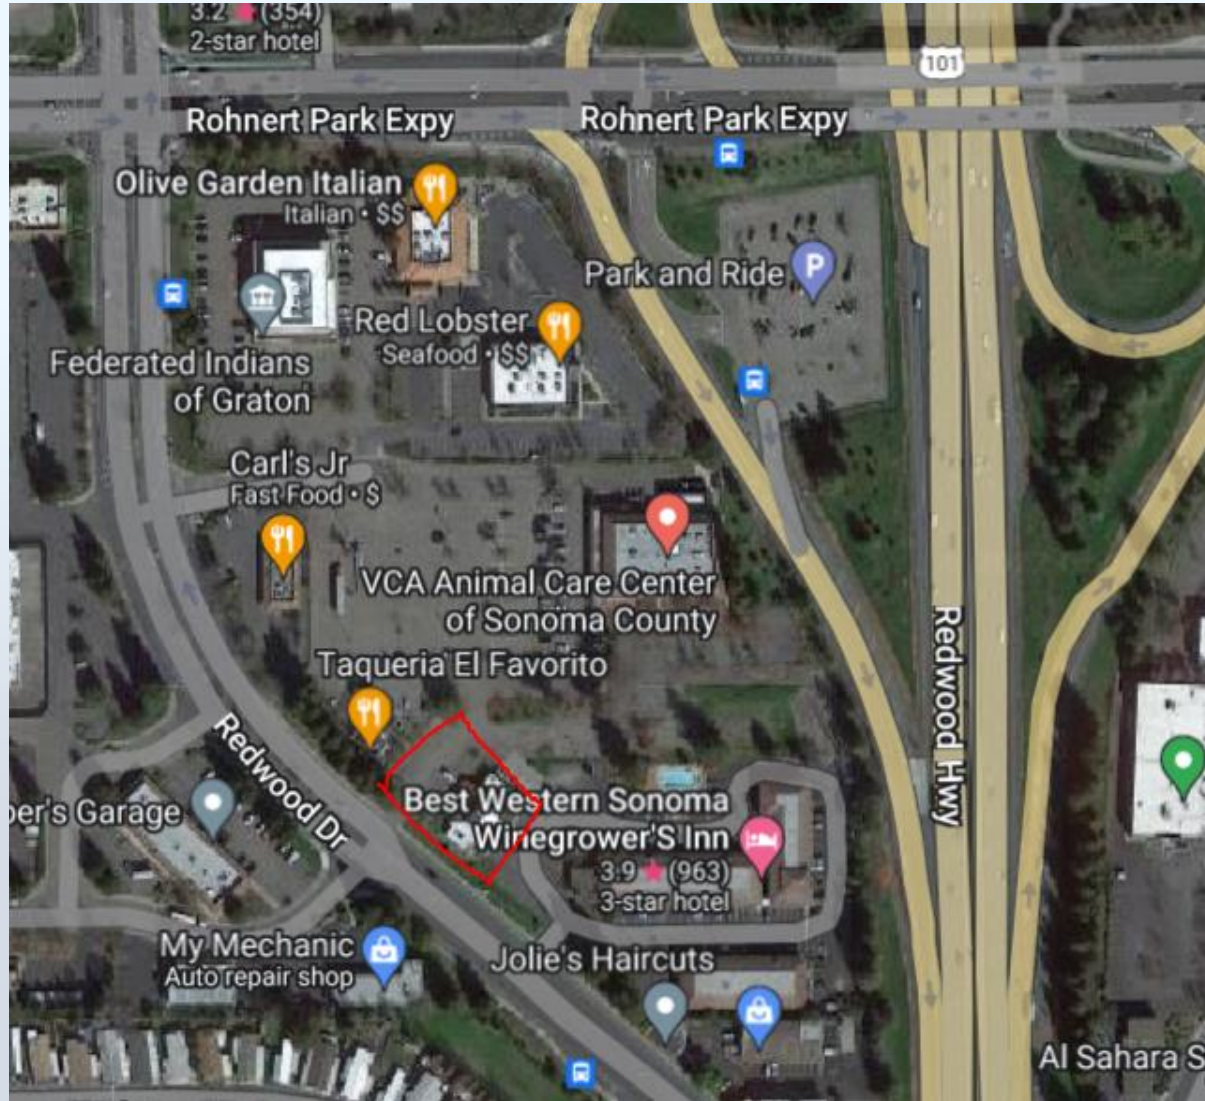 3.2 ★ (354)
2-star hotel
101
Rohnert Park Expy
Rohnert Park Expy
Olive Garden Italian
Italian • $$
Park and Ride
P
Red Lobster
Seafood • $$
Federated Indians
of Graton
Carl's Jr
Fast Food • $
VCA Animal Care Center
of Sonoma County
Taqueria El Favorito
Redwood Hwy
Redwood Dr
per's Garage
Best Western Sonoma
Winegrower'S Inn
3.9 ★ (963)
3-star hotel
My Mechanic
Auto repair shop
Jolie's Haircuts
Al Sahara S